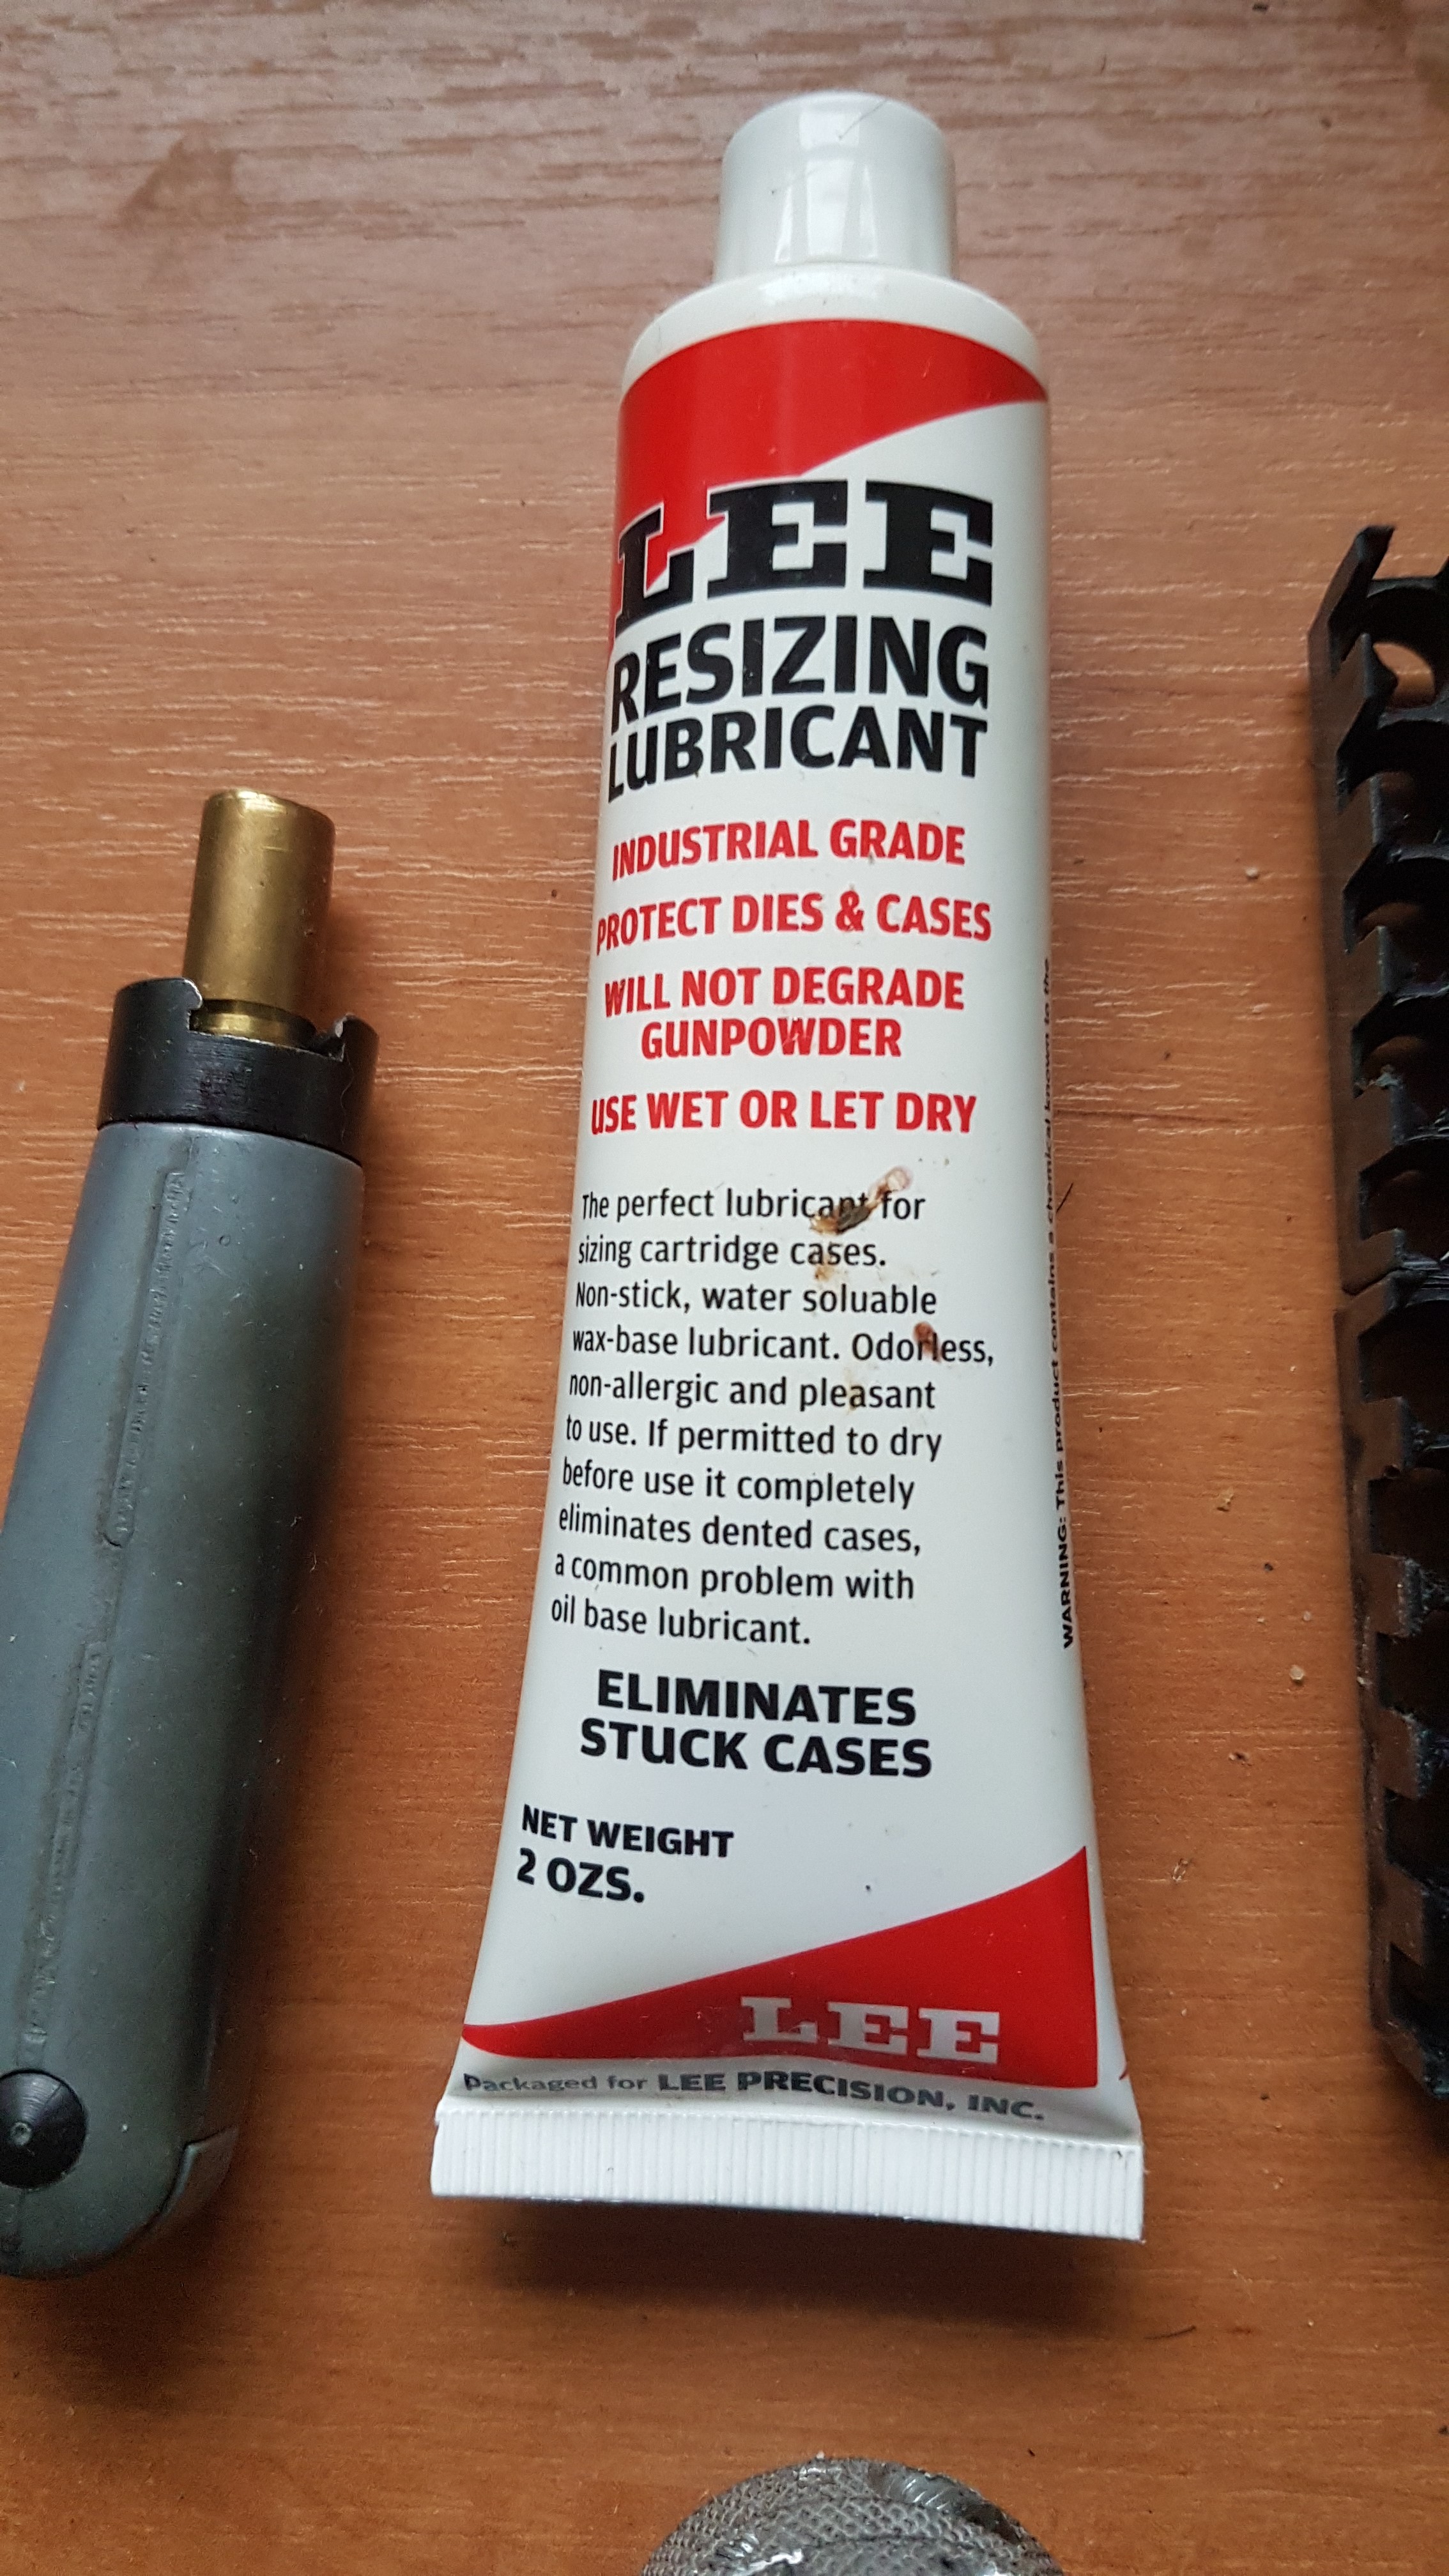 LEE
RESIZING
LUBRICANT
INDUSTRIAL GRADE
PROTECT DIES & CASES
WILL NOT DEGRADE
GUNPOWDER
USE WET OR LET DRY
The perfect lubricant for
sizing cartridge cases.
Non-stick, water soluable
wax-base lubricant. Odorless,
non-allergic and pleasant
to use. If permitted to dry
before use it completely
eliminates dented cases,
a common problem with
oil base lubricant.
ELIMINATES
STUCK CASES
NET WEIGHT
2 OZS.
LEE
Packaged for LEE PRECISION, INC.
WARNING: This product contains a chemical known to the